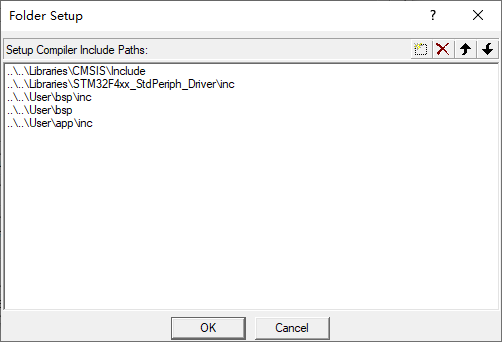 Folder Setup
?
Setup Compiler Include Paths:
..\..\Libraries\CMSIS\Include
..\..\Libraries\STM32F4xx_StdPeriph_Driver\inc
..\..\User\bsp\inc
..\..\User\bsp
..\..\User\app\inc
OK
Cancel